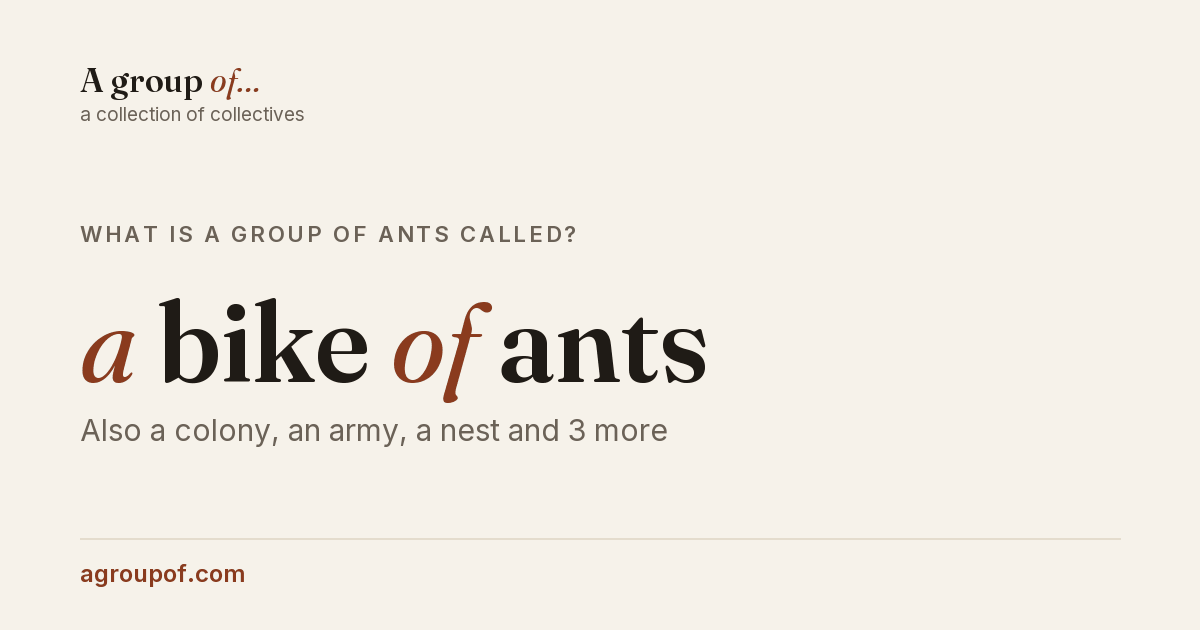 A group of...
a collection of collectives
WHAT IS A GROUP OF ANTS CALLED?
a bike of ants
Also a colony, an army, a nest and 3 more
agroupof.com